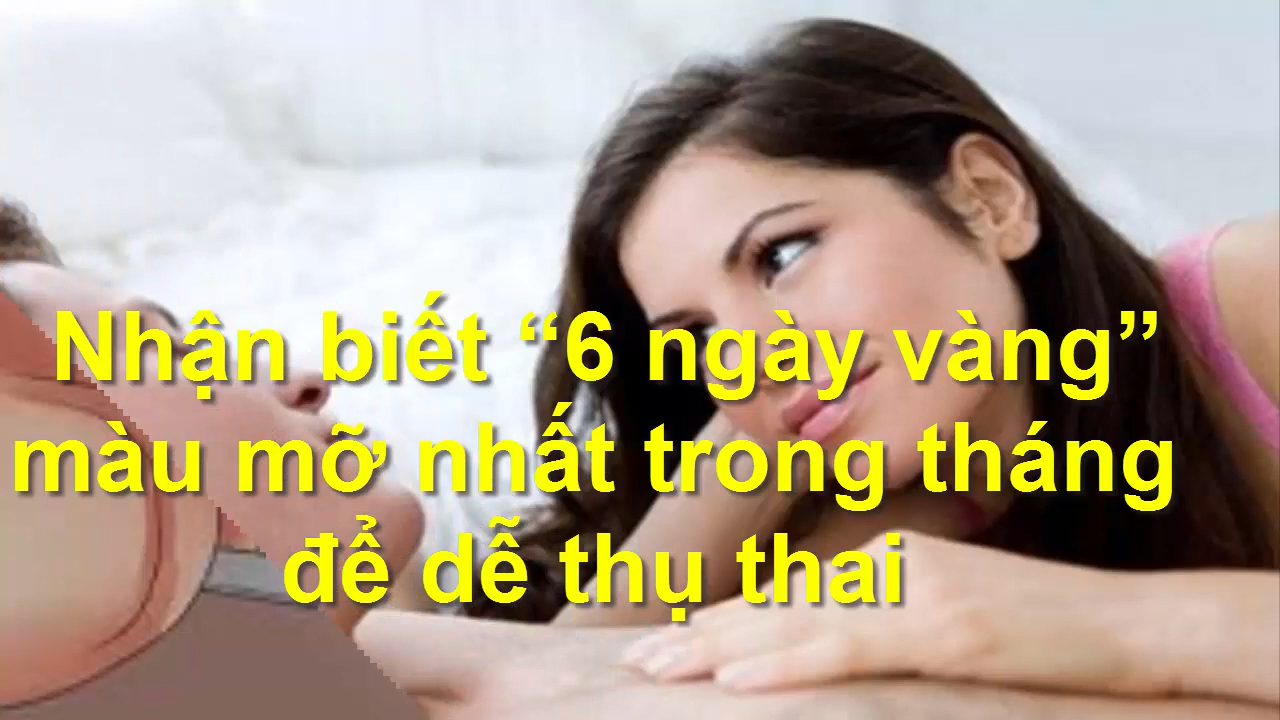 Nhận biết “6 ngày vàng”
màu mỡ nhất trong tháng
để dễ thụ thai